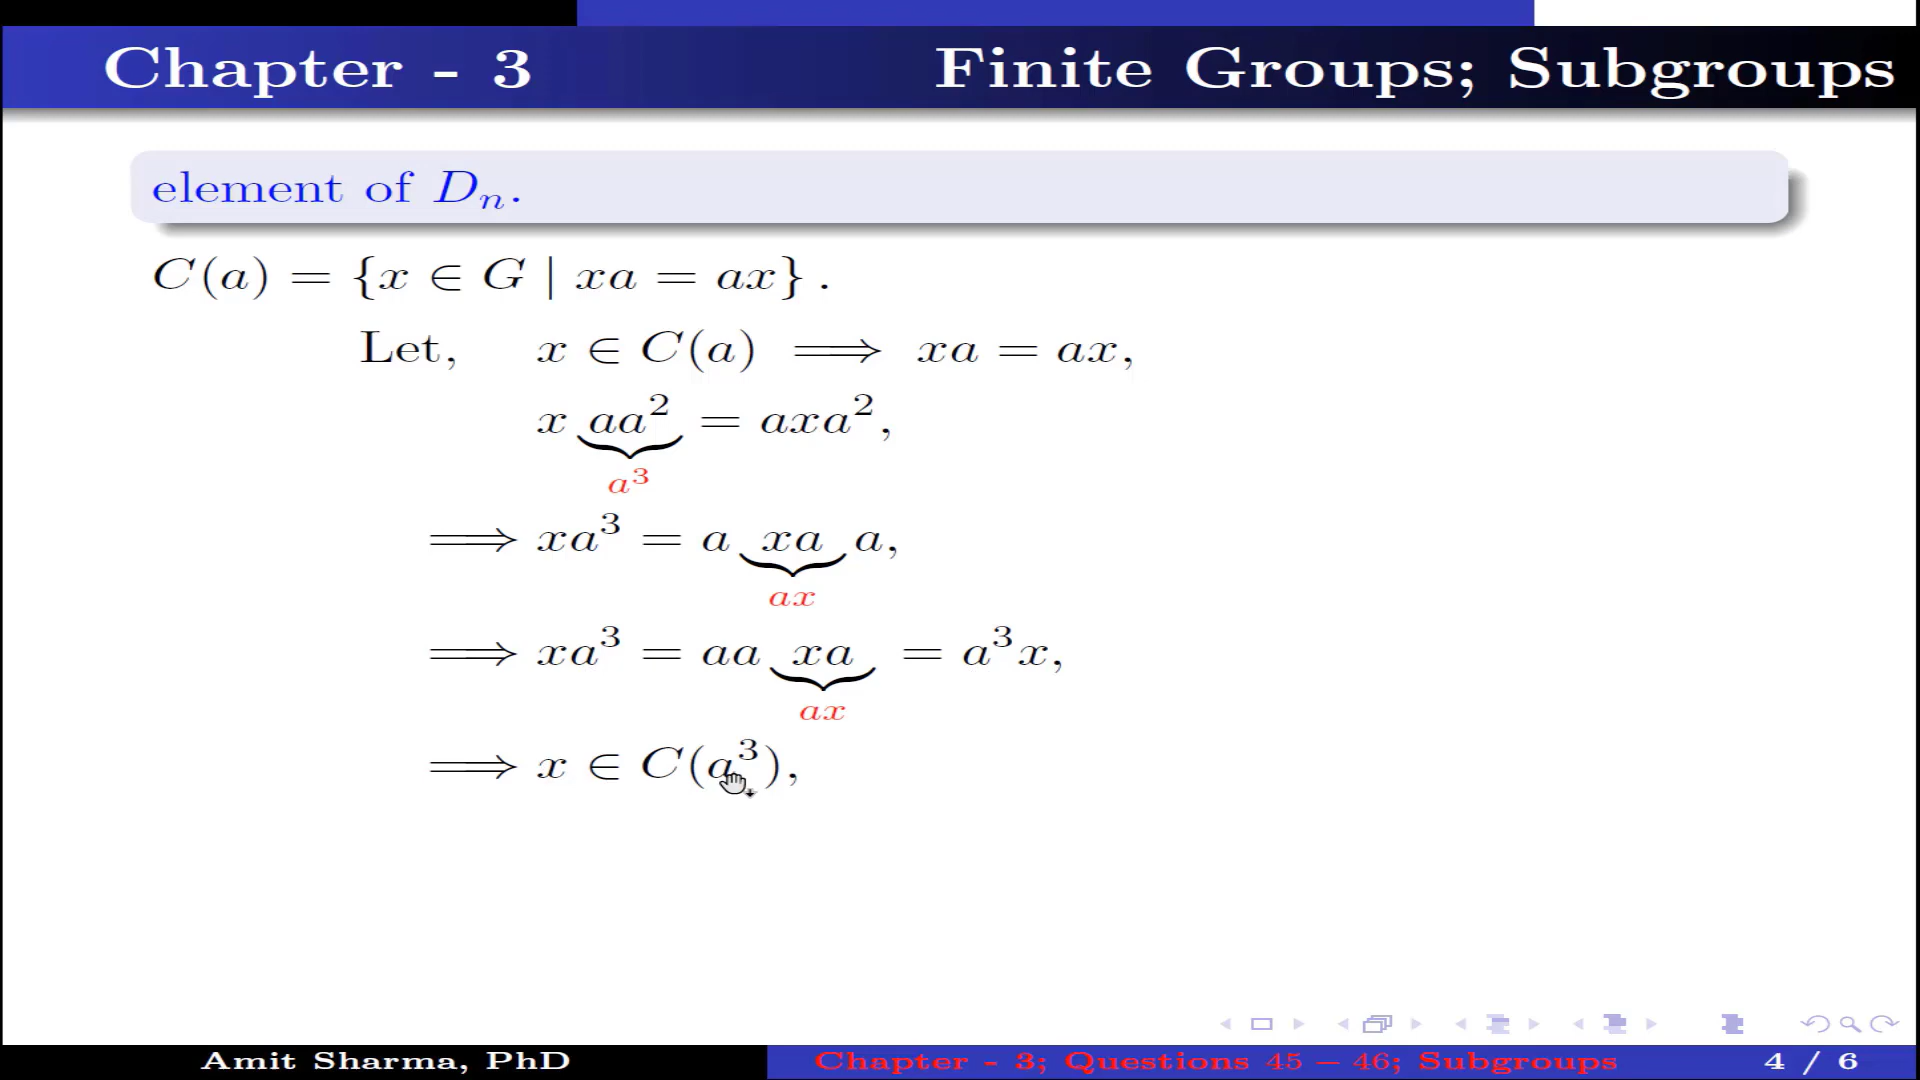 Chapter - 3 Finite Groups; Subgroups
element of Dₙ.
C(a) = {x ∈ G | xa = ax} .
Let, x ∈ C(a) ⟹ xa = ax,
x aa² = axa²,
a³
⟹ xa³ = a xa a,
ax
⟹ xa³ = aa xa = a³x,
ax
⟹ x ∈ C(a³),
Amit Sharma, PhD Chapter - 3; Questions 45 – 46; Subgroups 4 / 6